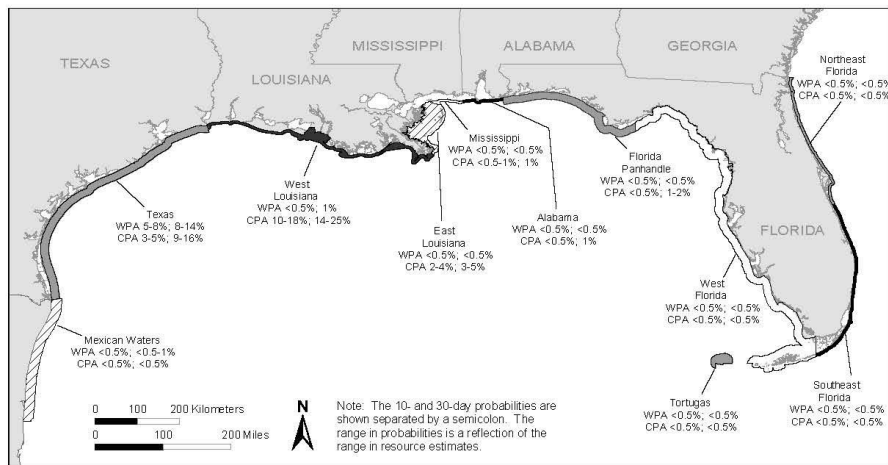 TEXAS
LOUISIANA
MISSISSIPPI
ALABAMA
GEORGIA
FLORIDA
Northeast
Florida
WPA <0.5%; <0.5%
CPA <0.5%; <0.5%
Mississippi
WPA <0.5%; <0.5%
CPA <0.5-1%; 1%
Florida
Panhandle
WPA <0.5%; <0.5%
CPA <0.5%; 1-2%
West
Louisiana
WPA <0.5%; 1%
CPA 10-18%; 14-25%
Texas
WPA 5-8%; 8-14%
CPA 3-5%; 9-16%
East
Louisiana
WPA <0.5%; <0.5%
CPA 2-4%; 3-5%
Alabama
WPA <0.5%; <0.5%
CPA <0.5%; 1%
West
Florida
WPA <0.5%; <0.5%
CPA <0.5%; <0.5%
Mexican Waters
WPA <0.5%; <0.5-1%
CPA <0.5%; <0.5%
Southeast
Florida
WPA <0.5%; <0.5%
CPA <0.5%; <0.5%
Tortugas
WPA <0.5%; <0.5%
CPA <0.5%; <0.5%
0 100 200 Kilometers
0 100 200 Miles
N
Note: The 10- and 30-day probabilities are
shown separated by a semicolon. The
range in probabilities is a reflection of the
range in resource estimates.